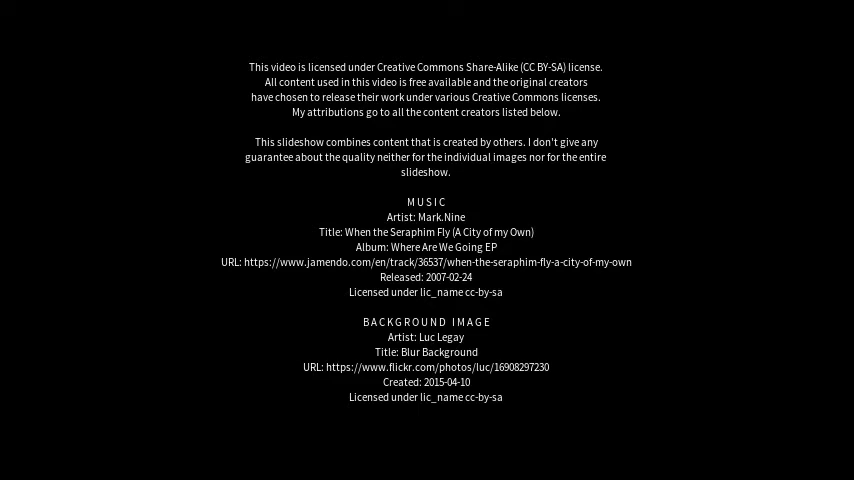 This video is licensed under Creative Commons Share-Alike (CC BY-SA) license.
All content used in this video is free available and the original creators
have chosen to release their work under various Creative Commons licenses.
My attributions go to all the content creators listed below.
This slideshow combines content that is created by others. I don't give any
guarantee about the quality neither for the individual images nor for the entire
slideshow.
MUSIC
Artist: Mark.Nine
Title: When the Seraphim Fly (A City of my Own)
Album: Where Are We Going EP
URL: https://www.jamendo.com/en/track/36537/when-the-seraphim-fly-a-city-of-my-own
Released: 2007-02-24
Licensed under lic_name cc-by-sa
BACKGROUND IMAGE
Artist: Luc Legay
Title: Blur Background
URL: https://www.flickr.com/photos/luc/16908297230
Created: 2015-04-10
Licensed under lic_name cc-by-sa